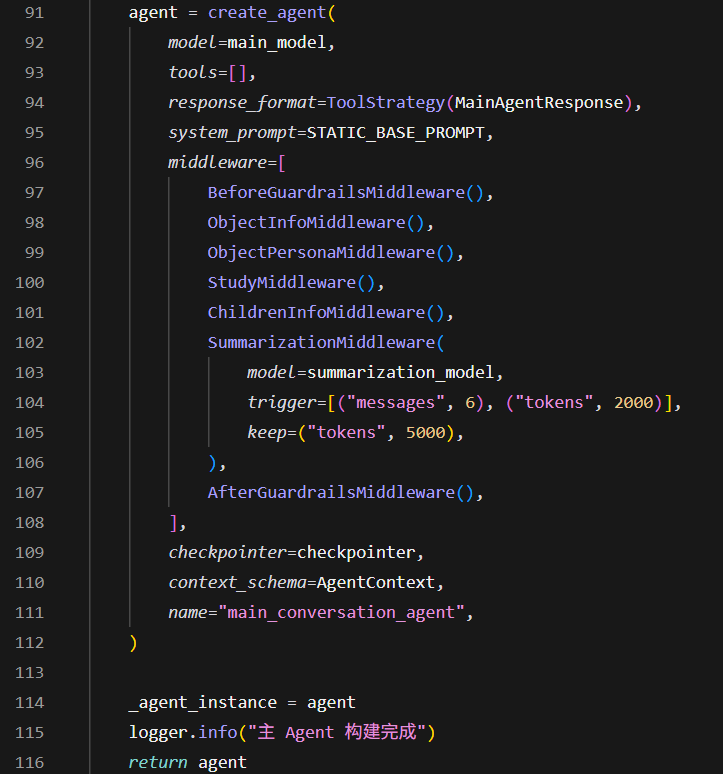 91 agent = create_agent(
92 model=main_model,
93 tools=[],
94 response_format=ToolStrategy(MainAgentResponse),
95 system_prompt=STATIC_BASE_PROMPT,
96 middleware=[
97 BeforeGuardrailsMiddleware(),
98 ObjectInfoMiddleware(),
99 ObjectPersonaMiddleware(),
100 StudyMiddleware(),
101 ChildrenInfoMiddleware(),
102 SummarizationMiddleware(
103 model=summarization_model,
104 trigger=[("messages", 6), ("tokens", 2000)],
105 keep=("tokens", 5000),
106 ),
107 AfterGuardrailsMiddleware(),
108 ],
109 checkpointer=checkpointer,
110 context_schema=AgentContext,
111 name="main_conversation_agent",
112 )
113
114 _agent_instance = agent
115 logger.info("主 Agent 构建完成")
116 return agent